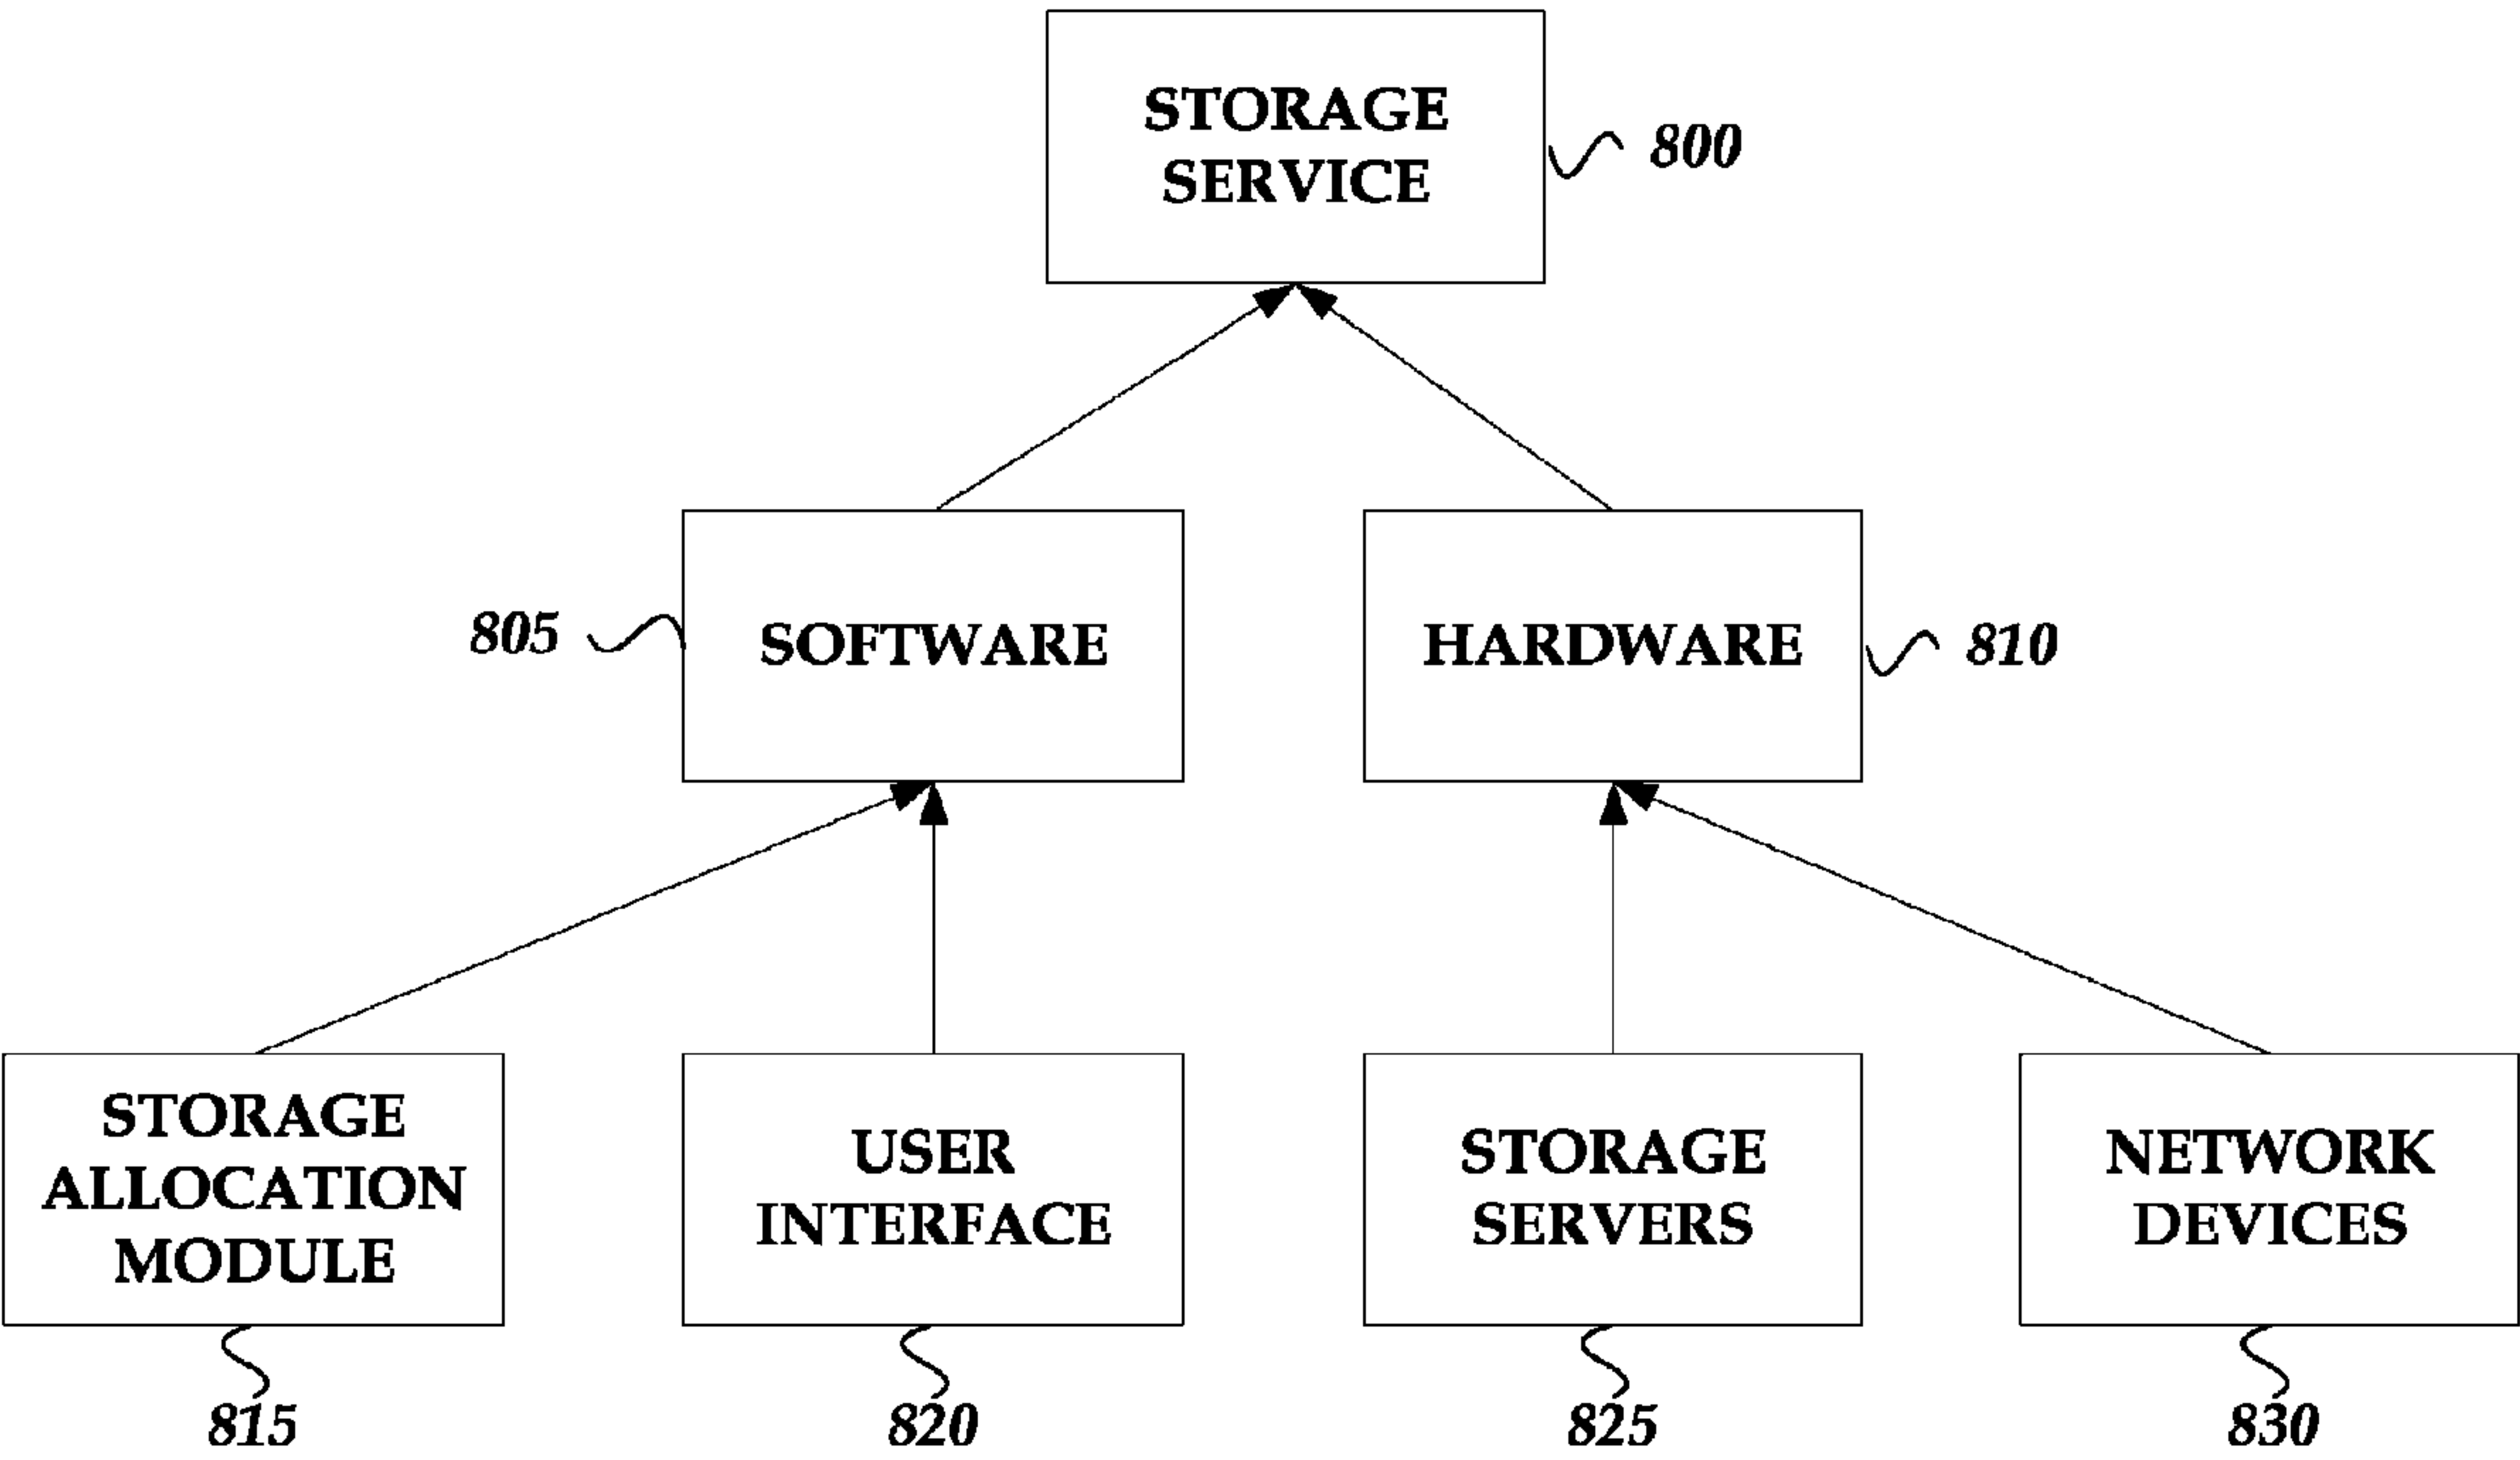 STORAGE
SERVICE
800
805
SOFTWARE
HARDWARE
810
STORAGE
ALLOCATION
MODULE
USER
INTERFACE
STORAGE
SERVERS
NETWORK
DEVICES
815
820
825
830